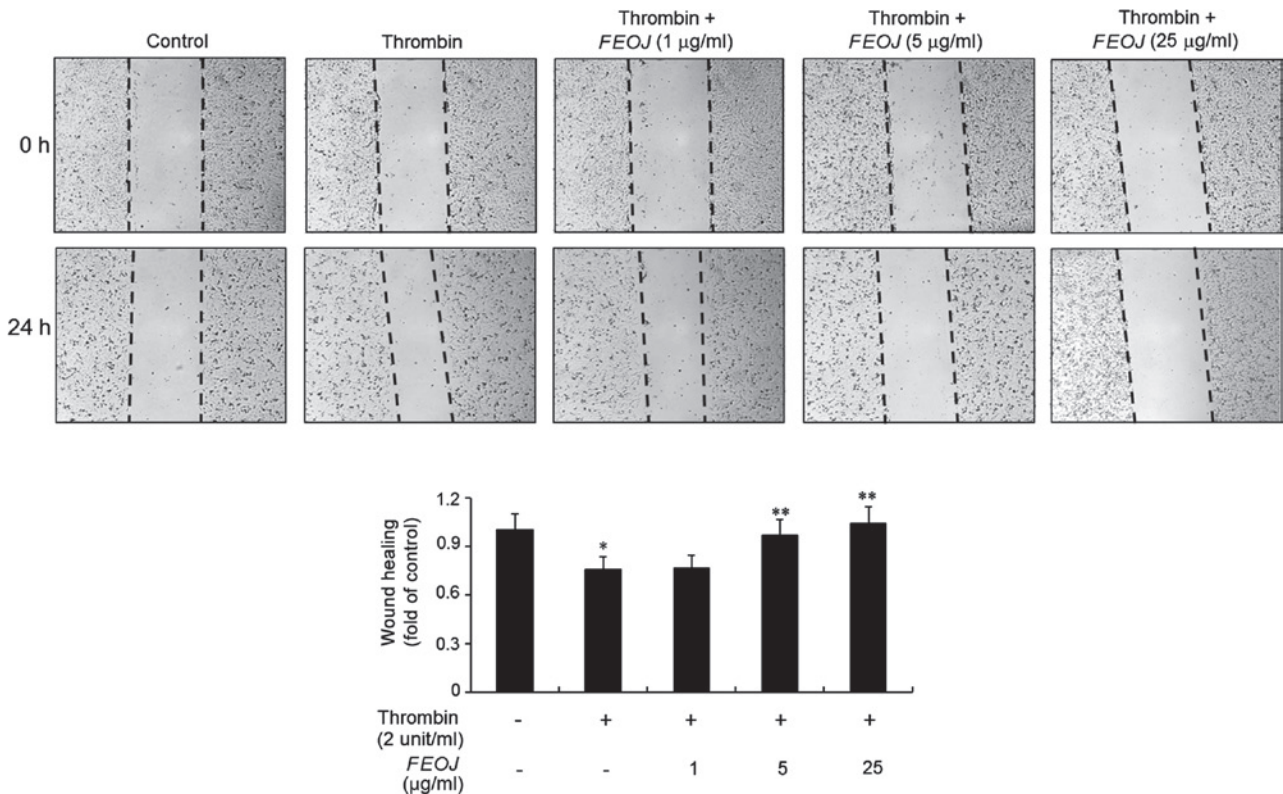 Control
Thrombin
Thrombin +
FEOJ (1 μg/ml)
Thrombin +
FEOJ (5 μg/ml)
Thrombin +
FEOJ (25 μg/ml)
0 h
24 h
Wound healing
(fold of control)
1.2
0.9
0.6
0.3
0
*
**
**
Thrombin
(2 unit/ml)
- + + + +
FEOJ
(μg/ml)
- - 1 5 25